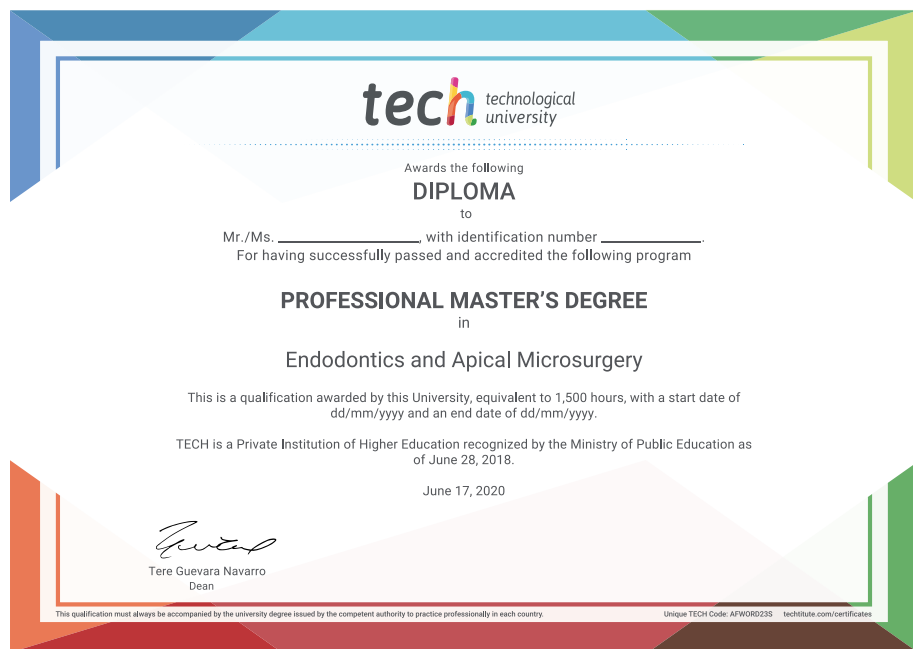 tech technological
university
Awards the following
DIPLOMA
to
Mr./Ms. ____________________, with identification number ______________.
For having successfully passed and accredited the following program
PROFESSIONAL MASTER'S DEGREE
in
Endodontics and Apical Microsurgery
This is a qualification awarded by this University, equivalent to 1,500 hours, with a start date of
dd/mm/yyyy and an end date of dd/mm/yyyy.
TECH is a Private Institution of Higher Education recognized by the Ministry of Public Education as
of June 28, 2018.
June 17, 2020
Tere Guevara Navarro
Dean
This qualification must always be accompanied by the university degree issued by the competent authority to practice professionally in each country.
Unique TECH Code: AFWORD23S techtitute.com/certificates